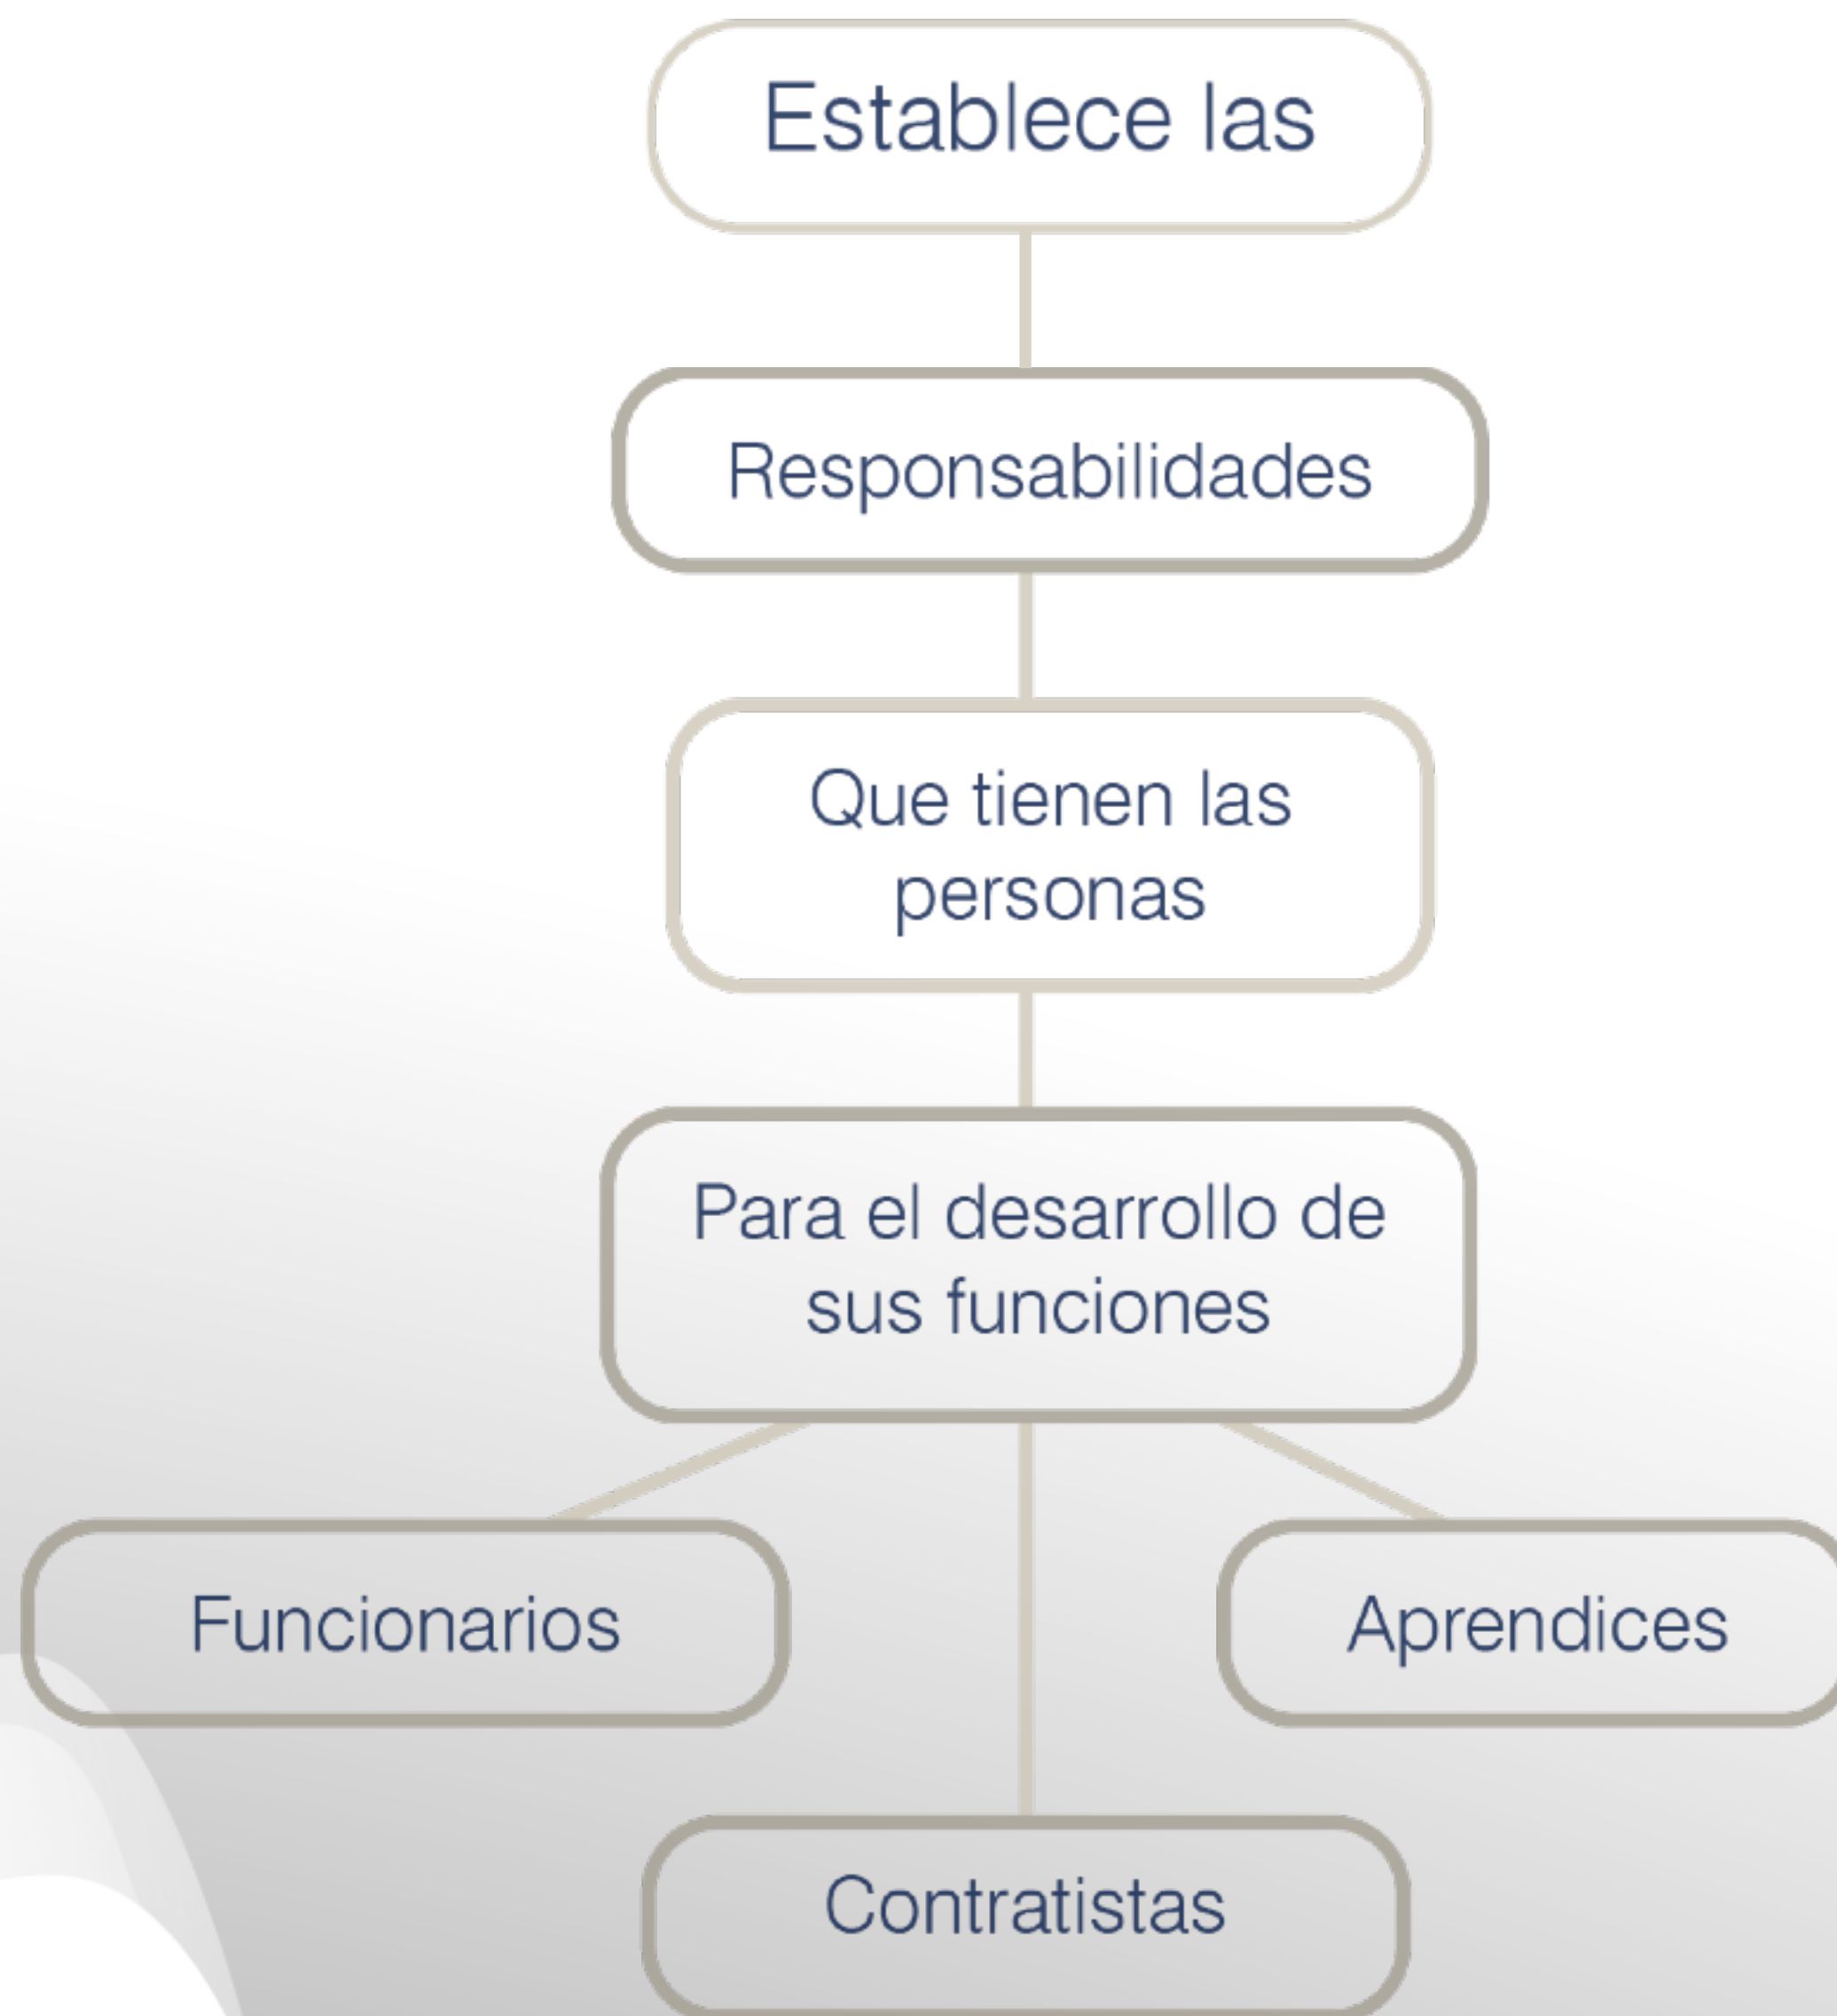 Establece las
Responsabilidades
Que tienen las
personas
Para el desarrollo de
sus funciones
Funcionarios
Aprendices
Contratistas